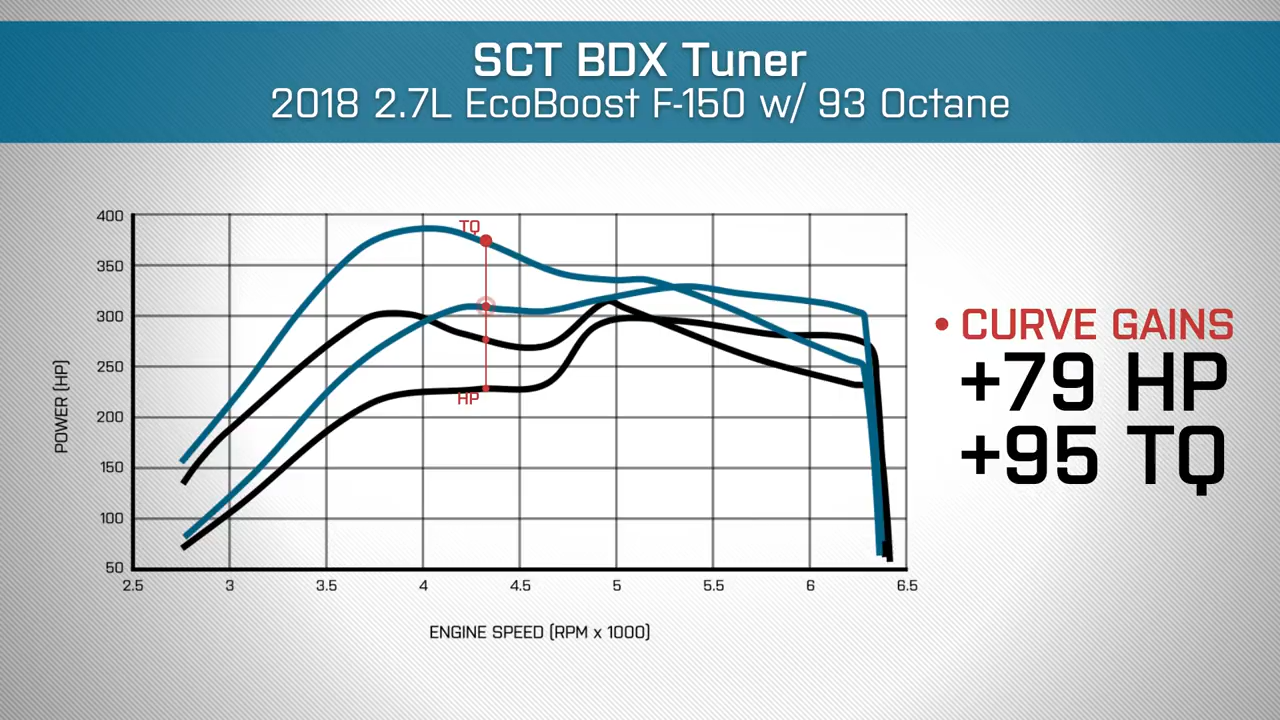 SCT BDX Tuner
2018 2.7L EcoBoost F-150 w/ 93 Octane
400
350
300
250
200
150
100
50
POWER (HP)
TQ
HP
2.5 3 3.5 4 4.5 5 5.5 6 6.5
ENGINE SPEED (RPM x 1000)
• CURVE GAINS
+79 HP
+95 TQ